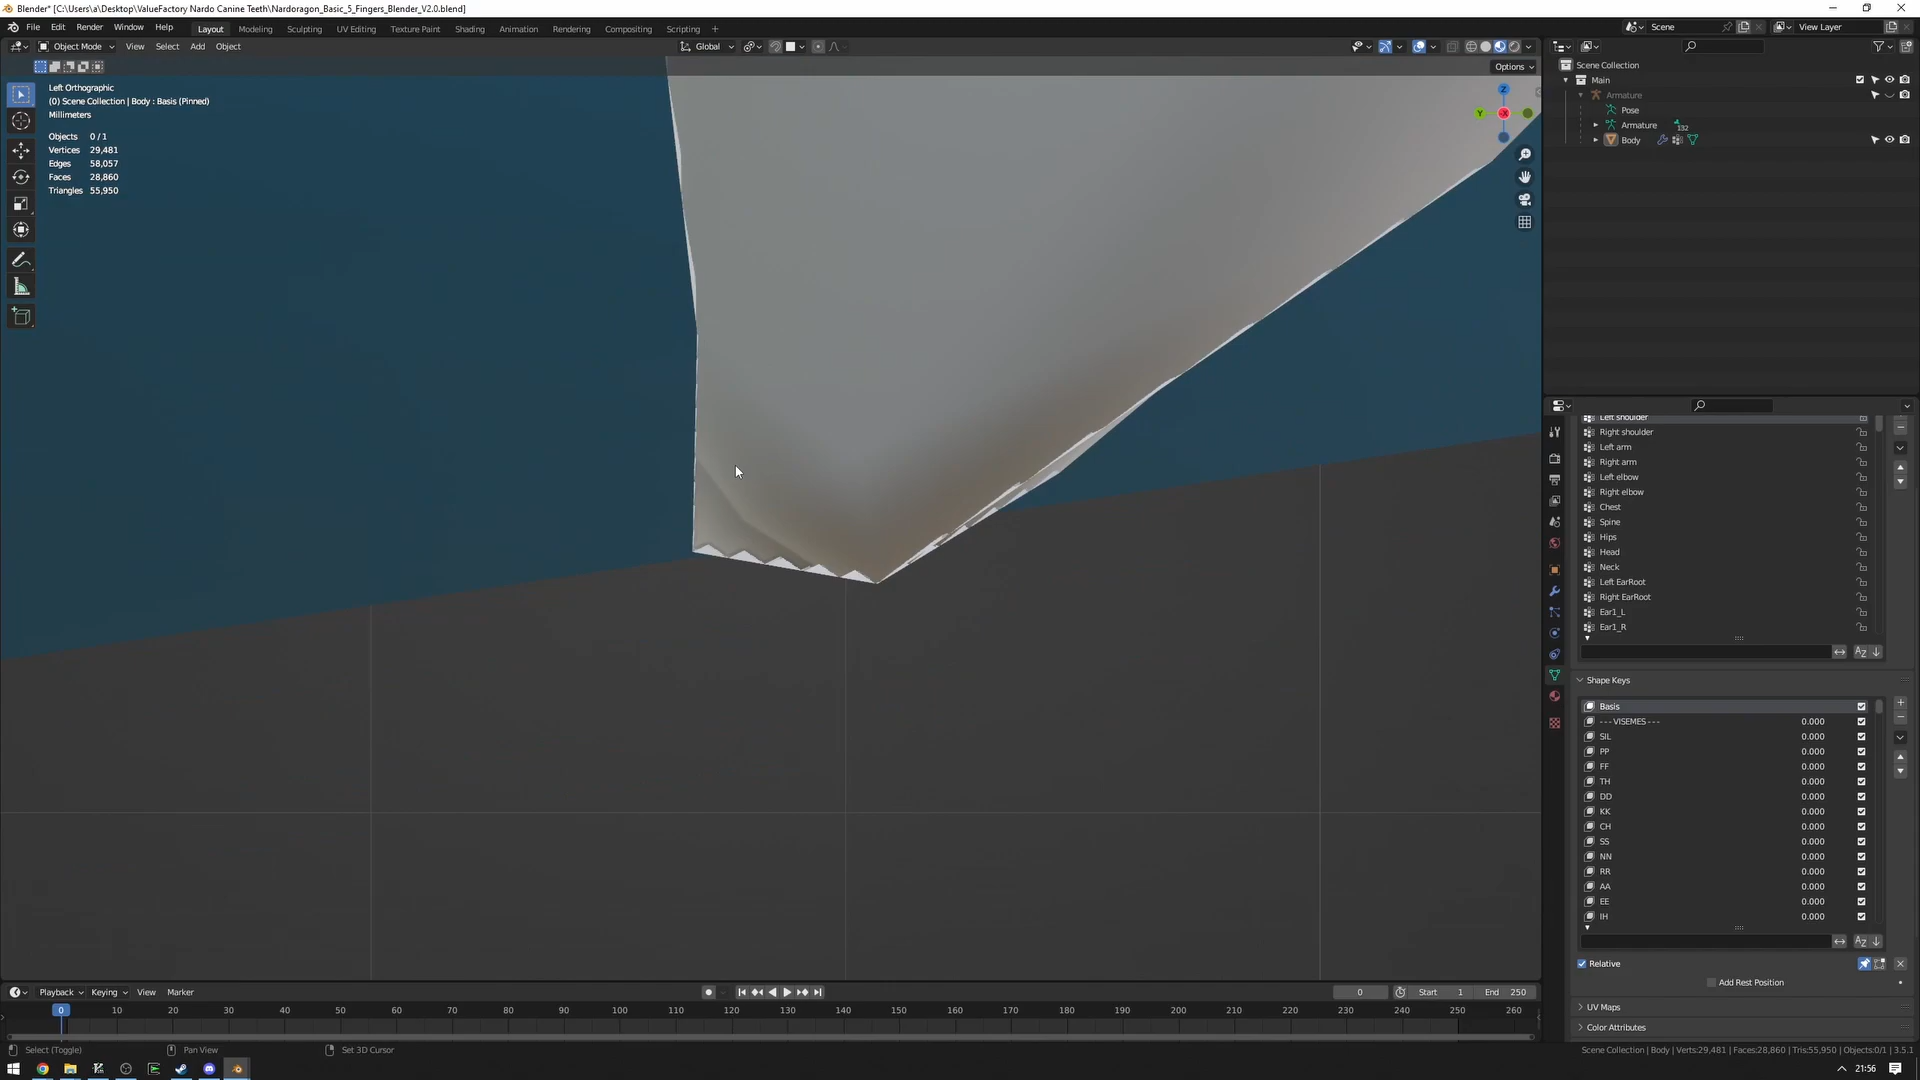 Blender* [C:\Users\a\Desktop\ValueFactory Nardo Canine Teeth\Nardoragon_Basic_5_Fingers_Blender_V2.0.blend]
File Edit Render Window Help Layout Modeling Sculpting UV Editing Texture Paint Shading Animation Rendering Compositing Scripting + Scene View Layer
Object Mode View Select Add Object Global
Options
Left Orthographic
(0) Scene Collection | Body : Basis (Pinned)
Millimeters
Objects 0 / 1
Vertices 29,481
Edges 58,057
Faces 28,860
Triangles 55,950
Z
Y
X
Scene Collection
Main
Armature
Pose
Armature 132
Body
Left shoulder
Right shoulder
Left arm
Right arm
Left elbow
Right elbow
Chest
Spine
Hips
Head
Neck
Left EarRoot
Right EarRoot
Ear1_L
Ear1_R
Shape Keys
Basis
--- VISEMES --- 0.000
SIL 0.000
PP 0.000
FF 0.000
TH 0.000
DD 0.000
KK 0.000
CH 0.000
SS 0.000
NN 0.000
RR 0.000
AA 0.000
EE 0.000
IH 0.000
Relative
Add Rest Position
UV Maps
Color Attributes
Playback Keying View Marker 0 Start 1 End 250
0 10 20 30 40 50 60 70 80 90 100 110 120 130 140 150 160 170 180 190 200 210 220 230 240 250 260
Select (Toggle) Pan View Set 3D Cursor Scene Collection | Body | Verts:29,481 | Faces:28,860 | Tris:55,950 | Objects:0/1 | 3.5.1
21:56